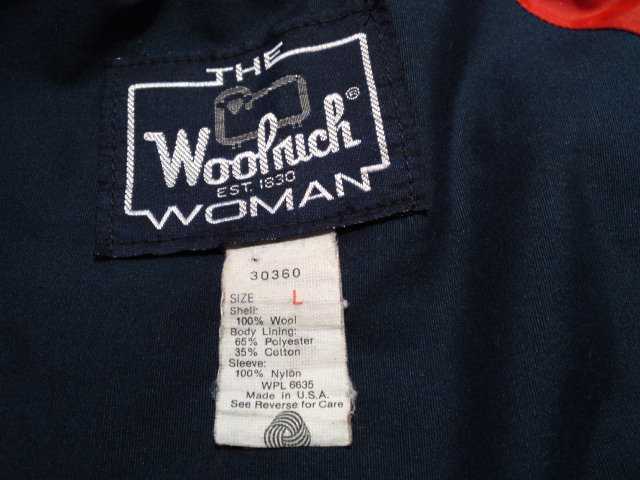 THE
Woolrich®
EST. 1830
WOMAN
30360
SIZE L
Shell:
100% Wool
Body Lining:
65% Polyester
35% Cotton
Sleeve:
100% Nylon
WPL 6635
Made in U.S.A.
See Reverse for Care